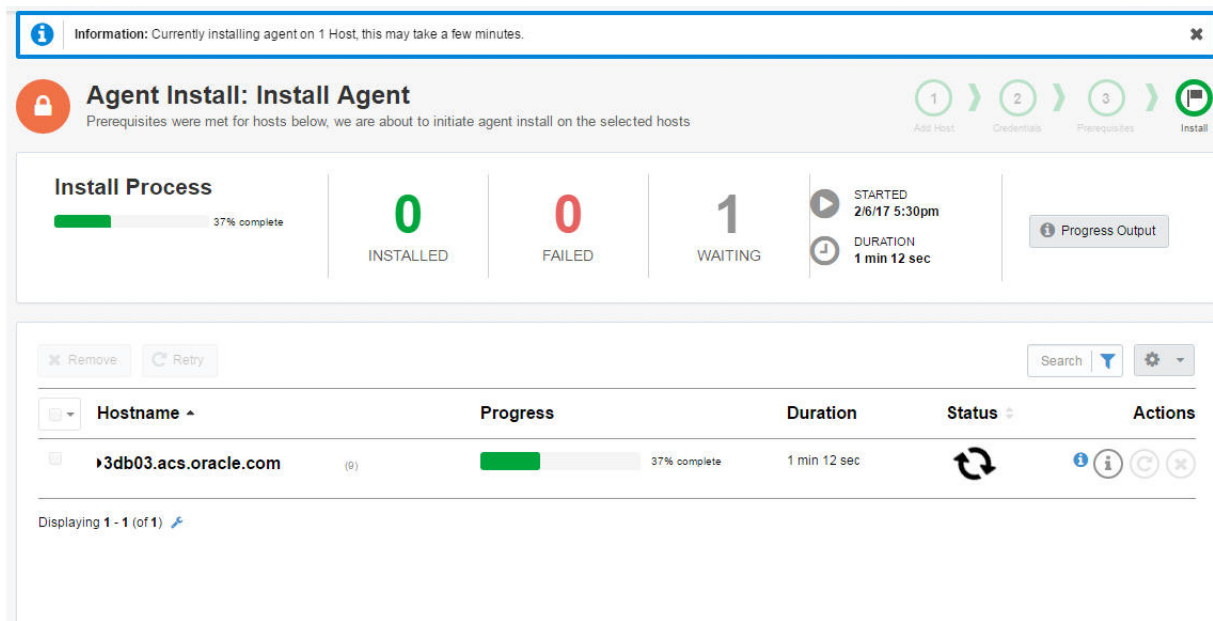 Information: Currently installing agent on 1 Host, this may take a few minutes.
Agent Install: Install Agent
Prerequisites were met for hosts below, we are about to initiate agent install on the selected hosts
1
2
3
Add Host
Credentials
Prerequisites
Install
Install Process
37% complete
0
INSTALLED
0
FAILED
1
WAITING
STARTED
2/6/17 5:30pm
DURATION
1 min 12 sec
Progress Output
Remove
Retry
Search
Hostname
Progress
Duration
Status
Actions
3db03.acs.oracle.com
(9)
37% complete
1 min 12 sec
Displaying 1 - 1 (of 1)